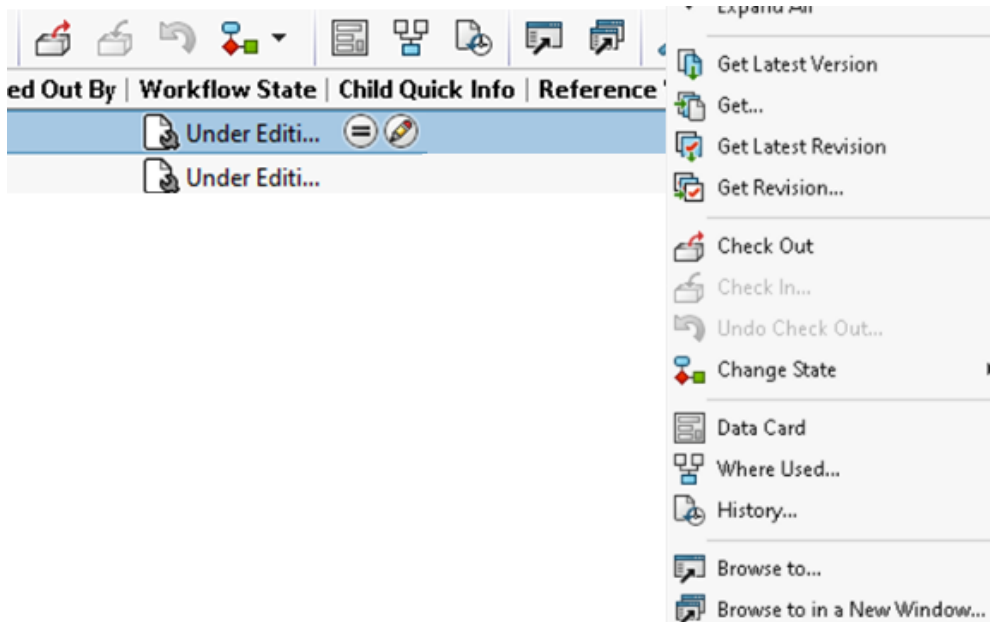 ed Out By | Workflow State | Child Quick Info | Reference
Under Editi...
Under Editi...
Expand All
Get Latest Version
Get...
Get Latest Revision
Get Revision...
Check Out
Check In...
Undo Check Out...
Change State
Data Card
Where Used...
History...
Browse to...
Browse to in a New Window...